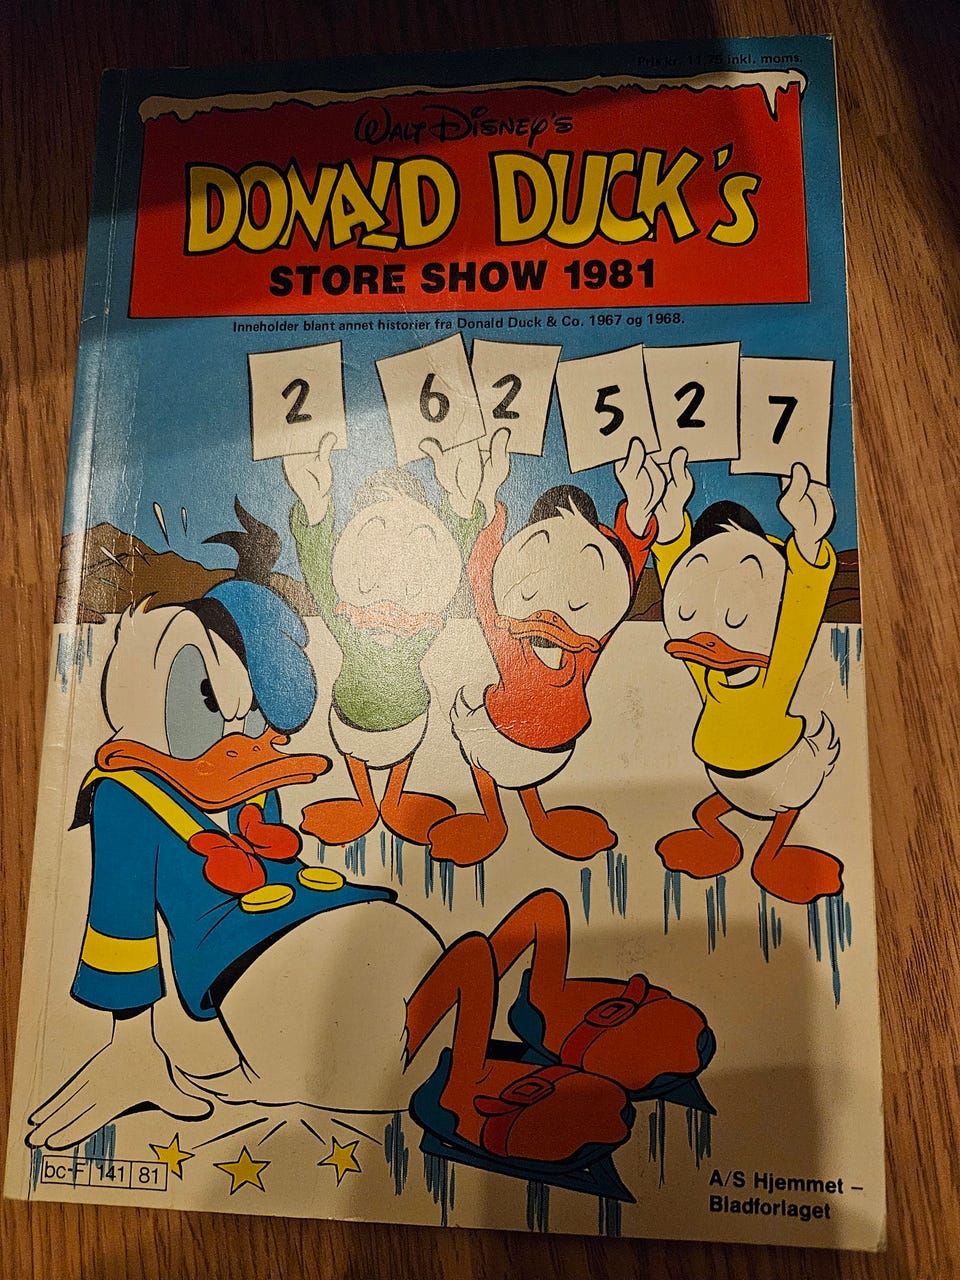 Pris kr. 11,75 inkl. moms.
WALT DISNEY'S
DONALD DUCK'S
STORE SHOW 1981
Inneholder blant annet historier fra Donald Duck & Co. 1967 og 1968.
2 6 2 5 2 7
bc-F 141 81
A/S Hjemmet –
Bladforlaget